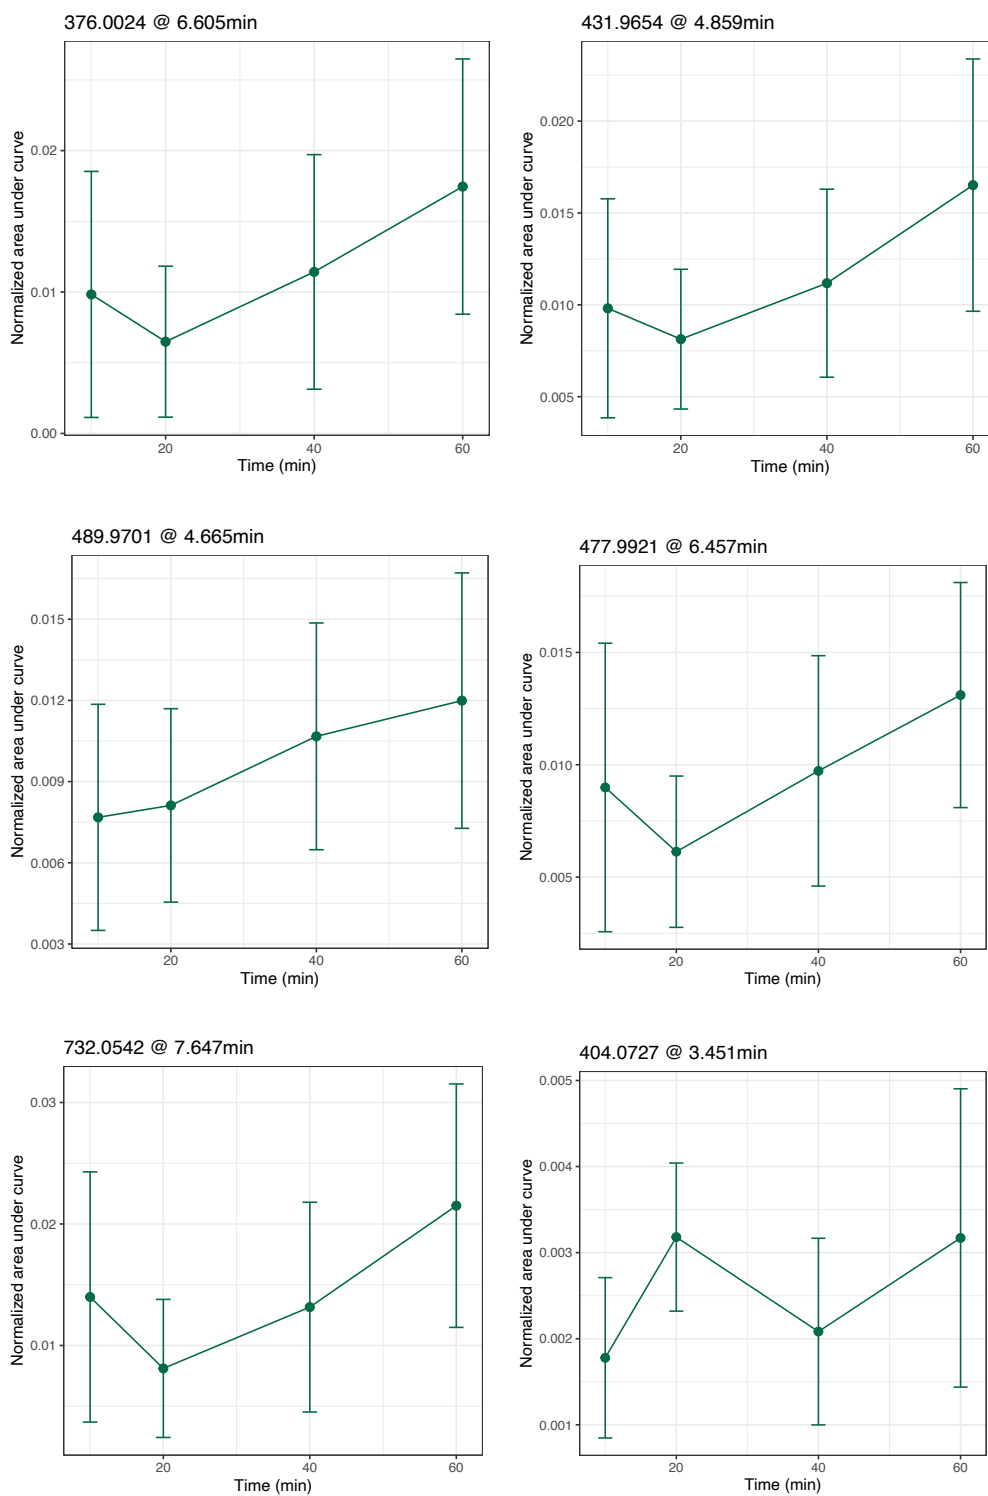 376.0024 @ 6.605min
Normalized area under curve
0.02
0.01
0.00
20
40
60
Time (min)
431.9654 @ 4.859min
Normalized area under curve
0.020
0.015
0.010
0.005
20
40
60
Time (min)
489.9701 @ 4.665min
Normalized area under curve
0.015
0.012
0.009
0.006
0.003
20
40
60
Time (min)
477.9921 @ 6.457min
Normalized area under curve
0.015
0.010
0.005
20
40
60
Time (min)
732.0542 @ 7.647min
Normalized area under curve
0.03
0.02
0.01
20
40
60
Time (min)
404.0727 @ 3.451min
Normalized area under curve
0.005
0.004
0.003
0.002
0.001
20
40
60
Time (min)